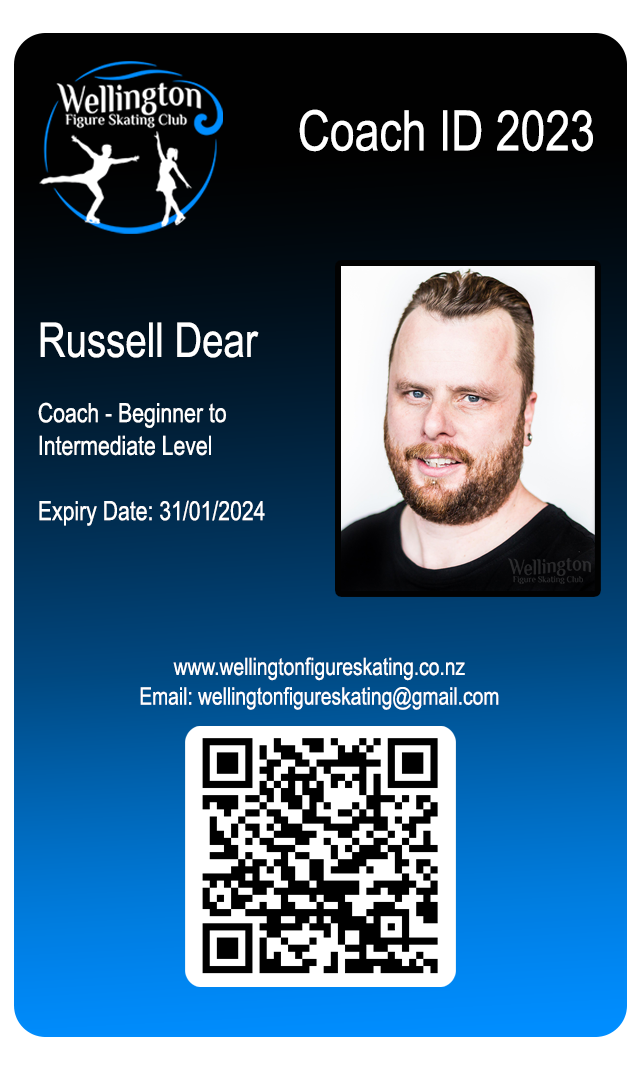 Wellington
Figure Skating Club
Coach ID 2023
Russell Dear
Coach - Beginner to
Intermediate Level
Expiry Date: 31/01/2024
Wellington
Figure Skating Club
www.wellingtonfigureskating.co.nz
Email: wellingtonfigureskating@gmail.com